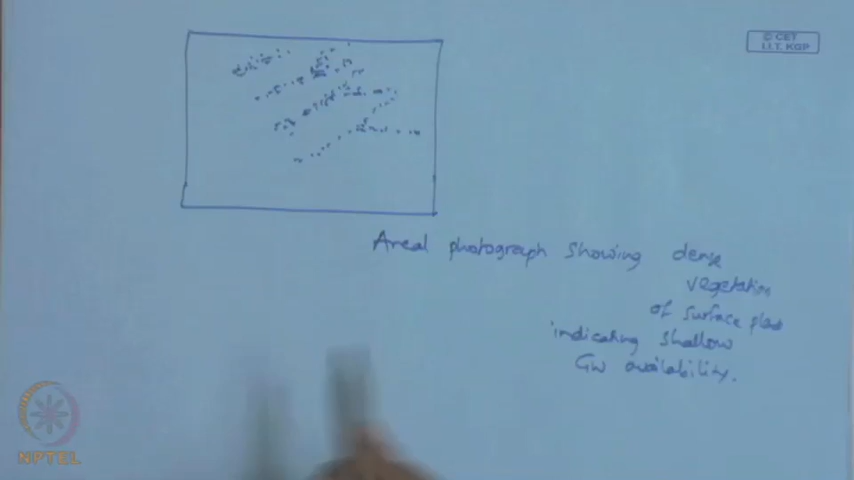 © CET
I.I.T. KGP
Areal photograph showing dense
vegetation
of surface plant
indicating shallow
GW availability.
NPTEL